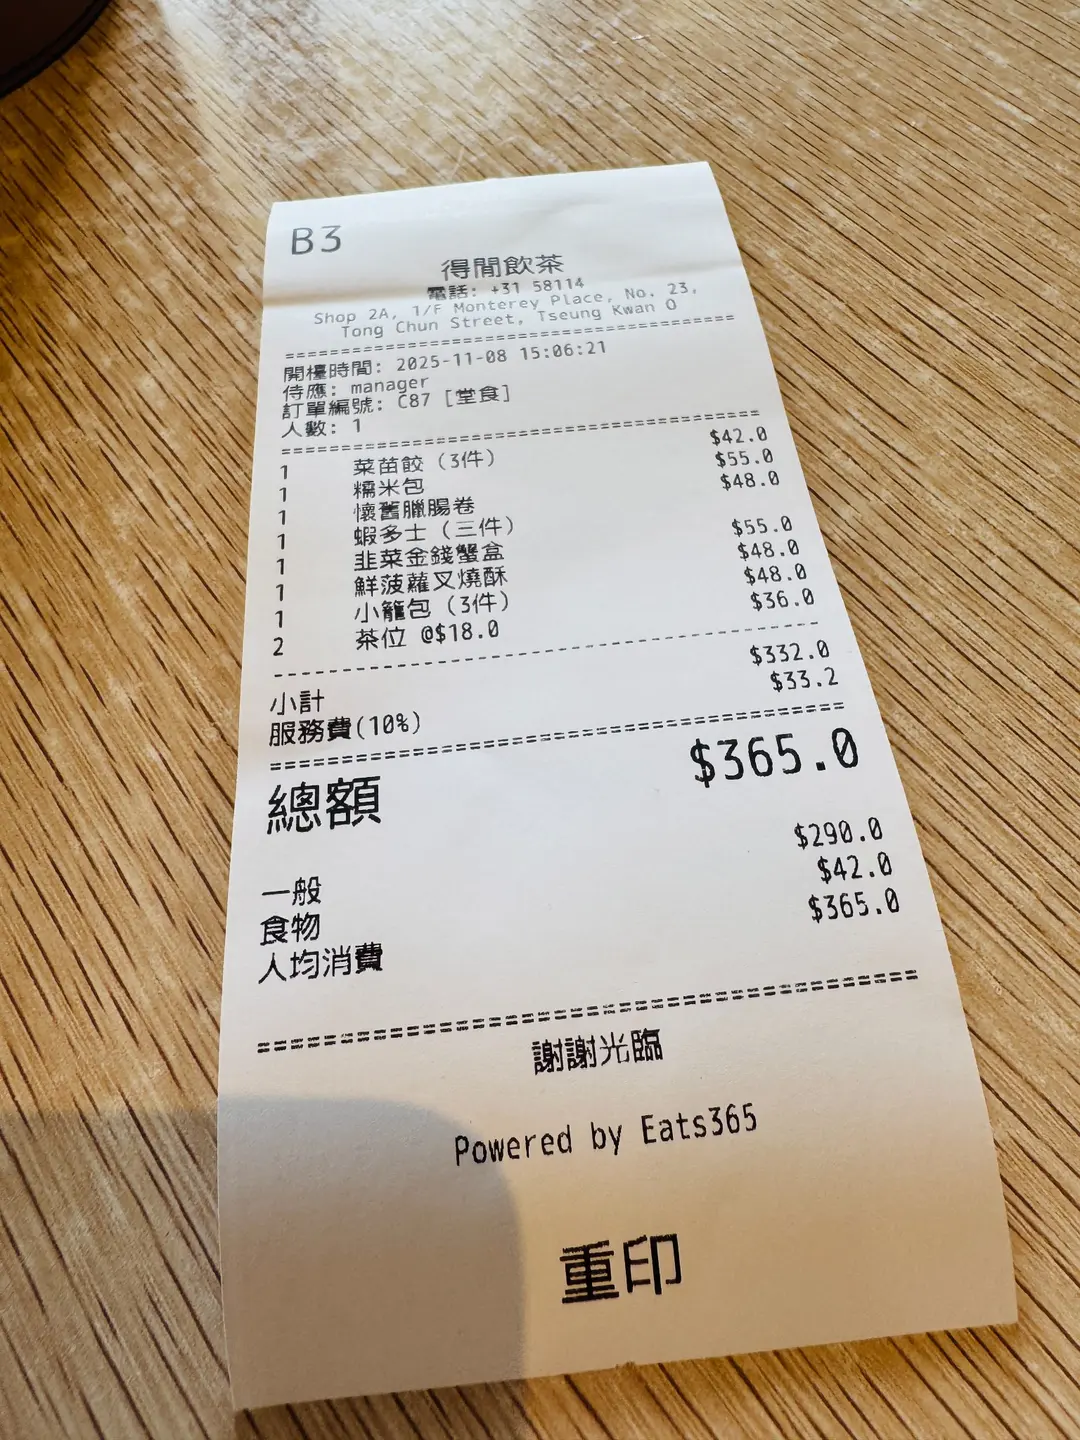 B3
得閒飲茶
電話: +31 58114
Shop 2A, 1/F Monterey Place, No. 23,
Tong Chun Street, Tseung Kwan O
開檯時間: 2025-11-08 15:06:21
侍應: manager
訂單編號: C87 [堂食]
人數: 1
1 菜苗餃 (3件) $42.0
1 糯米包 $55.0
1 懷舊臘腸卷 $48.0
1 蝦多士 (三件)
1 韭菜金錢蟹盒 $55.0
1 鮮菠蘿叉燒酥 $48.0
1 小籠包 (3件) $48.0
2 茶位 @$18.0 $36.0
小計 $332.0
服務費(10%) $33.2
總額 $365.0
一般 $290.0
食物 $42.0
人均消費 $365.0
謝謝光臨
Powered by Eats365
重印